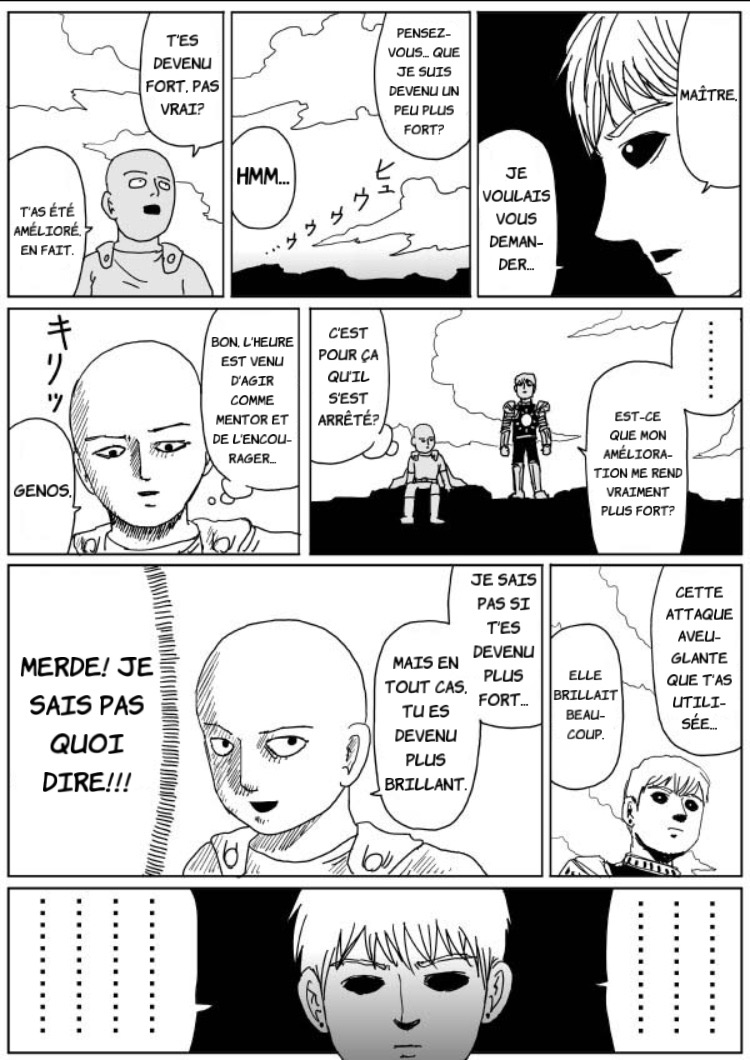 MAÎTRE.
JE
VOULAIS
VOUS
DEMAN-
DER...
PENSEZ-
VOUS... QUE
JE SUIS
DEVENU UN
PEU PLUS
FORT?
HMM...
ヒュゥゥゥゥ...
T'ES
DEVENU
FORT, PAS
VRAI?
T'AS ÉTÉ
AMÉLIORÉ,
EN FAIT.
........
EST-CE
QUE MON
AMÉLIORA-
TION ME REND
VRAIMENT
PLUS FORT?
C'EST
POUR ÇA
QU'IL
S'EST
ARRÊTÉ?
BON, L'HEURE
EST VENU
D'AGIR
COMME
MENTOR ET
DE L'ENCOU-
RAGER...
キリッ
GENOS.
CETTE
ATTAQUE
AVEU-
GLANTE
QUE T'AS
UTILI-
SÉE...
ELLE
BRILLAIT
BEAU-
COUP.
JE SAIS
PAS SI
T'ES
DEVENU
PLUS
FORT...
MAIS EN
TOUT CAS,
TU ES
DEVENU
PLUS
BRILLANT.
MERDE! JE
SAIS PAS
QUOI
DIRE!!!